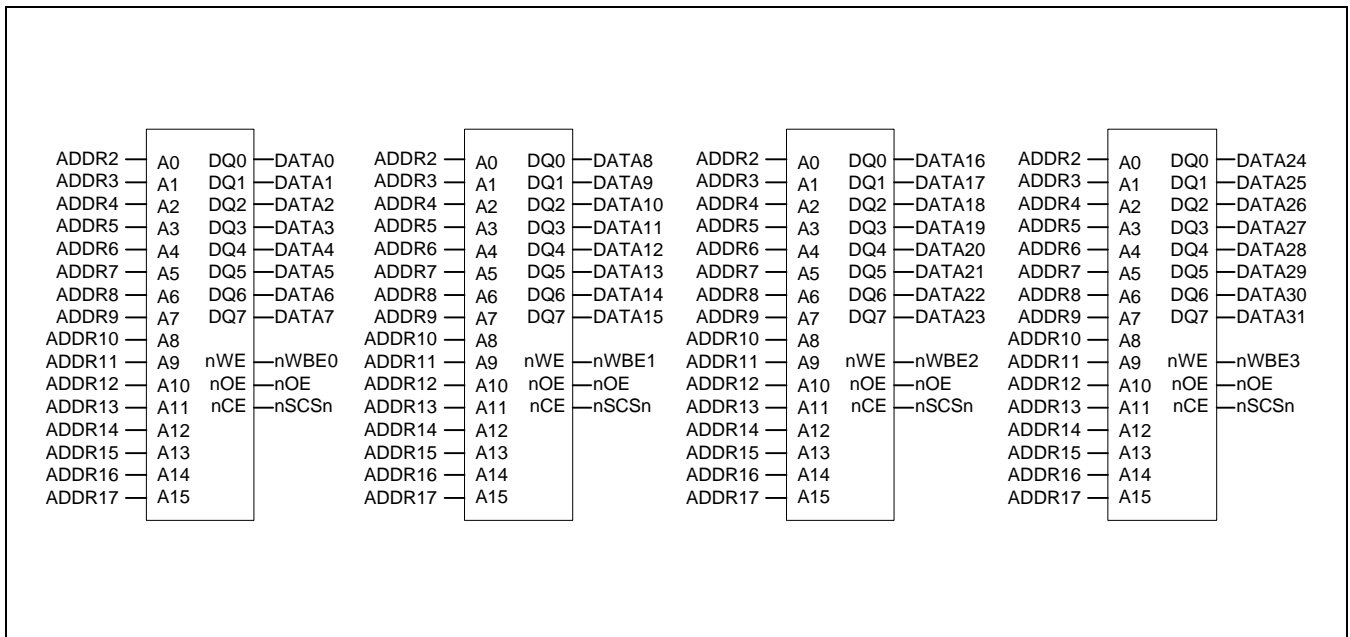 ADDR2 A0 DQ0 DATA0 ADDR2 A0 DQ0 DATA8 ADDR2 A0 DQ0 DATA16 ADDR2 A0 DQ0 DATA24
ADDR3 A1 DQ1 DATA1 ADDR3 A1 DQ1 DATA9 ADDR3 A1 DQ1 DATA17 ADDR3 A1 DQ1 DATA25
ADDR4 A2 DQ2 DATA2 ADDR4 A2 DQ2 DATA10 ADDR4 A2 DQ2 DATA18 ADDR4 A2 DQ2 DATA26
ADDR5 A3 DQ3 DATA3 ADDR5 A3 DQ3 DATA11 ADDR5 A3 DQ3 DATA19 ADDR5 A3 DQ3 DATA27
ADDR6 A4 DQ4 DATA4 ADDR6 A4 DQ4 DATA12 ADDR6 A4 DQ4 DATA20 ADDR6 A4 DQ4 DATA28
ADDR7 A5 DQ5 DATA5 ADDR7 A5 DQ5 DATA13 ADDR7 A5 DQ5 DATA21 ADDR7 A5 DQ5 DATA29
ADDR8 A6 DQ6 DATA6 ADDR8 A6 DQ6 DATA14 ADDR8 A6 DQ6 DATA22 ADDR8 A6 DQ6 DATA30
ADDR9 A7 DQ7 DATA7 ADDR9 A7 DQ7 DATA15 ADDR9 A7 DQ7 DATA23 ADDR9 A7 DQ7 DATA31
ADDR10 A8 ADDR10 A8 ADDR10 A8 ADDR10 A8
ADDR11 A9 nWE nWBE0 ADDR11 A9 nWE nWBE1 ADDR11 A9 nWE nWBE2 ADDR11 A9 nWE nWBE3
ADDR12 A10 nOE nOE ADDR12 A10 nOE nOE ADDR12 A10 nOE nOE ADDR12 A10 nOE nOE
ADDR13 A11 nCE nSCSn ADDR13 A11 nCE nSCSn ADDR13 A11 nCE nSCSn ADDR13 A11 nCE nSCSn
ADDR14 A12 ADDR14 A12 ADDR14 A12 ADDR14 A12
ADDR15 A13 ADDR15 A13 ADDR15 A13 ADDR15 A13
ADDR16 A14 ADDR16 A14 ADDR16 A14 ADDR16 A14
ADDR17 A15 ADDR17 A15 ADDR17 A15 ADDR17 A15